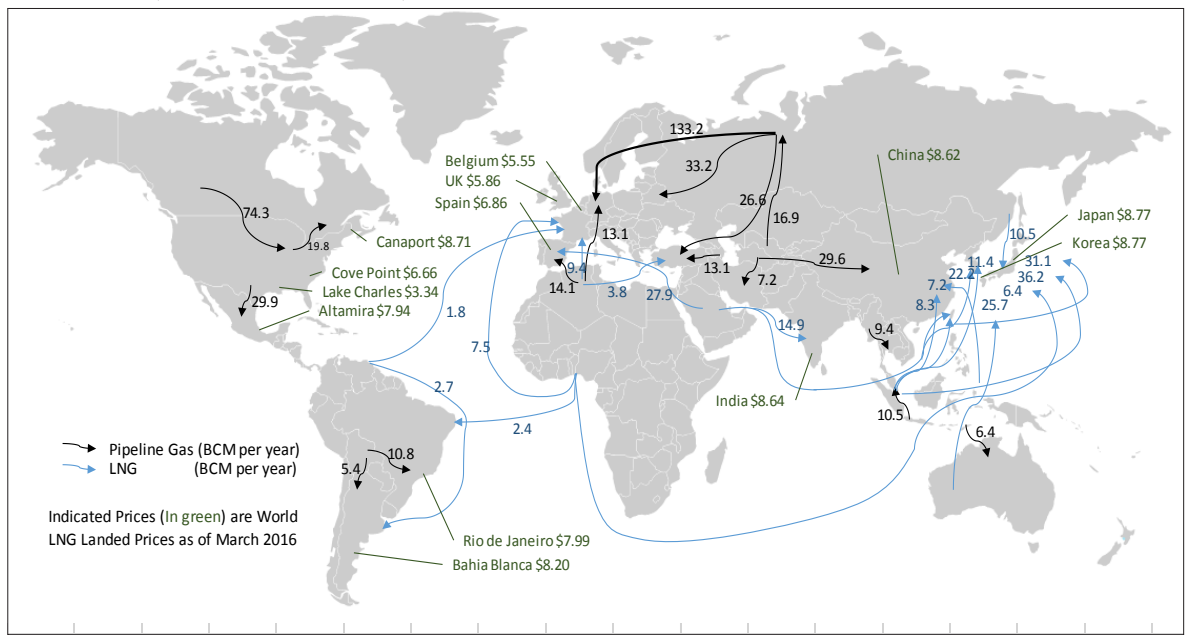 133.2
Belgium $5.55
33.2
China $8.62
UK $5.86
Spain $6.86
26.6
74.3
16.9
Japan $8.77
13.1
10.5
Canaport $8.71
19.8
Korea $8.77
29.6
11.4
31.1
9.4
13.1
Cove Point $6.66
22.2
36.2
7.2
7.2
14.1
3.8
27.9
6.4
Lake Charles $3.34
29.9
8.3
25.7
Altamira $7.94
1.8
14.9
9.4
7.5
2.7
India $8.64
10.5
2.4
6.4
Pipeline Gas (BCM per year)
10.8
LNG (BCM per year)
5.4
Indicated Prices (In green) are World
LNG Landed Prices as of March 2016
Rio de Janeiro $7.99
Bahia Blanca $8.20